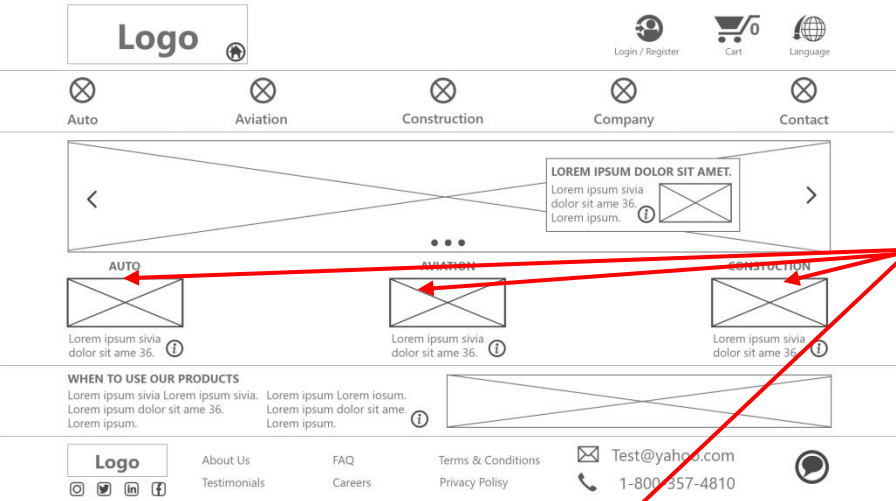 Logo
Login / Register
0
Cart
Language
Auto
Aviation
Construction
Company
Contact
LOREM IPSUM DOLOR SIT AMET.
Lorem ipsum sivia
dolor sit ame 36.
Lorem ipsum.
AUTO
AVIATION
CONSTUCTION
Lorem ipsum sivia
dolor sit ame 36.
Lorem ipsum sivia
dolor sit ame 36.
Lorem ipsum sivia
dolor sit ame 36.
WHEN TO USE OUR PRODUCTS
Lorem ipsum sivia Lorem ipsum sivia.
Lorem ipsum dolor sit ame 36.
Lorem ipsum.
Lorem ipsum Lorem iosum.
Lorem ipsum dolor sit ame.
Lorem ipsum.
Logo
About Us
FAQ
Terms & Conditions
Test@yahoo.com
Testimonials
Careers
Privacy Polisy
1-800-357-4810